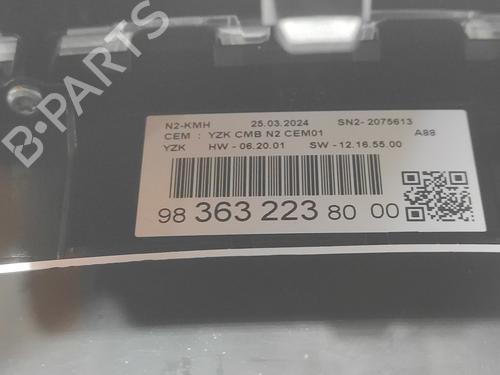 N2-KMH 25.03.2024 SN2- 2075613
CEM : YZK CMB N2 CEM01 A88
YZK HW - 06.20.01 SW - 12.16.55.00
98 363 223 80 00
B-PARTS